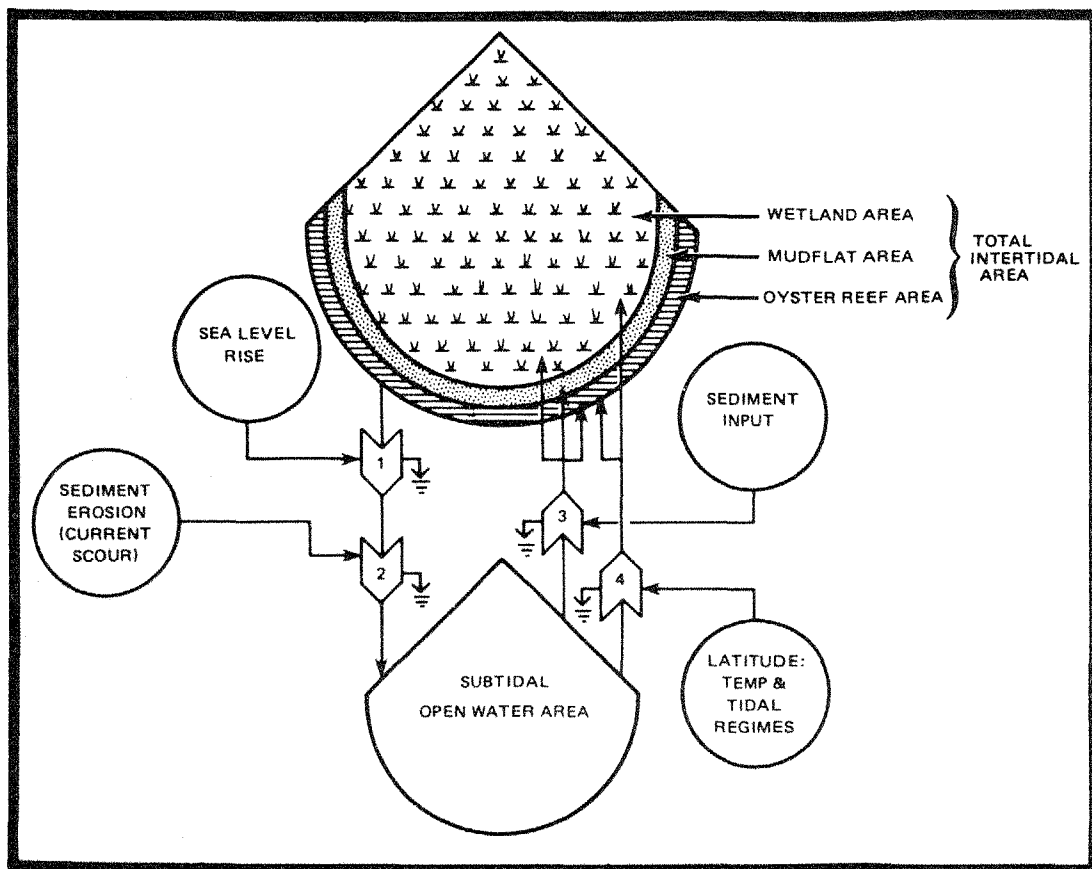 WETLAND AREA
MUDFLAT AREA
OYSTER REEF AREA
TOTAL
INTERTIDAL
AREA
SEA LEVEL
RISE
SEDIMENT
INPUT
SEDIMENT
EROSION
(CURRENT
SCOUR)
1
2
3
4
SUBTIDAL
OPEN WATER AREA
LATITUDE:
TEMP &
TIDAL
REGIMES